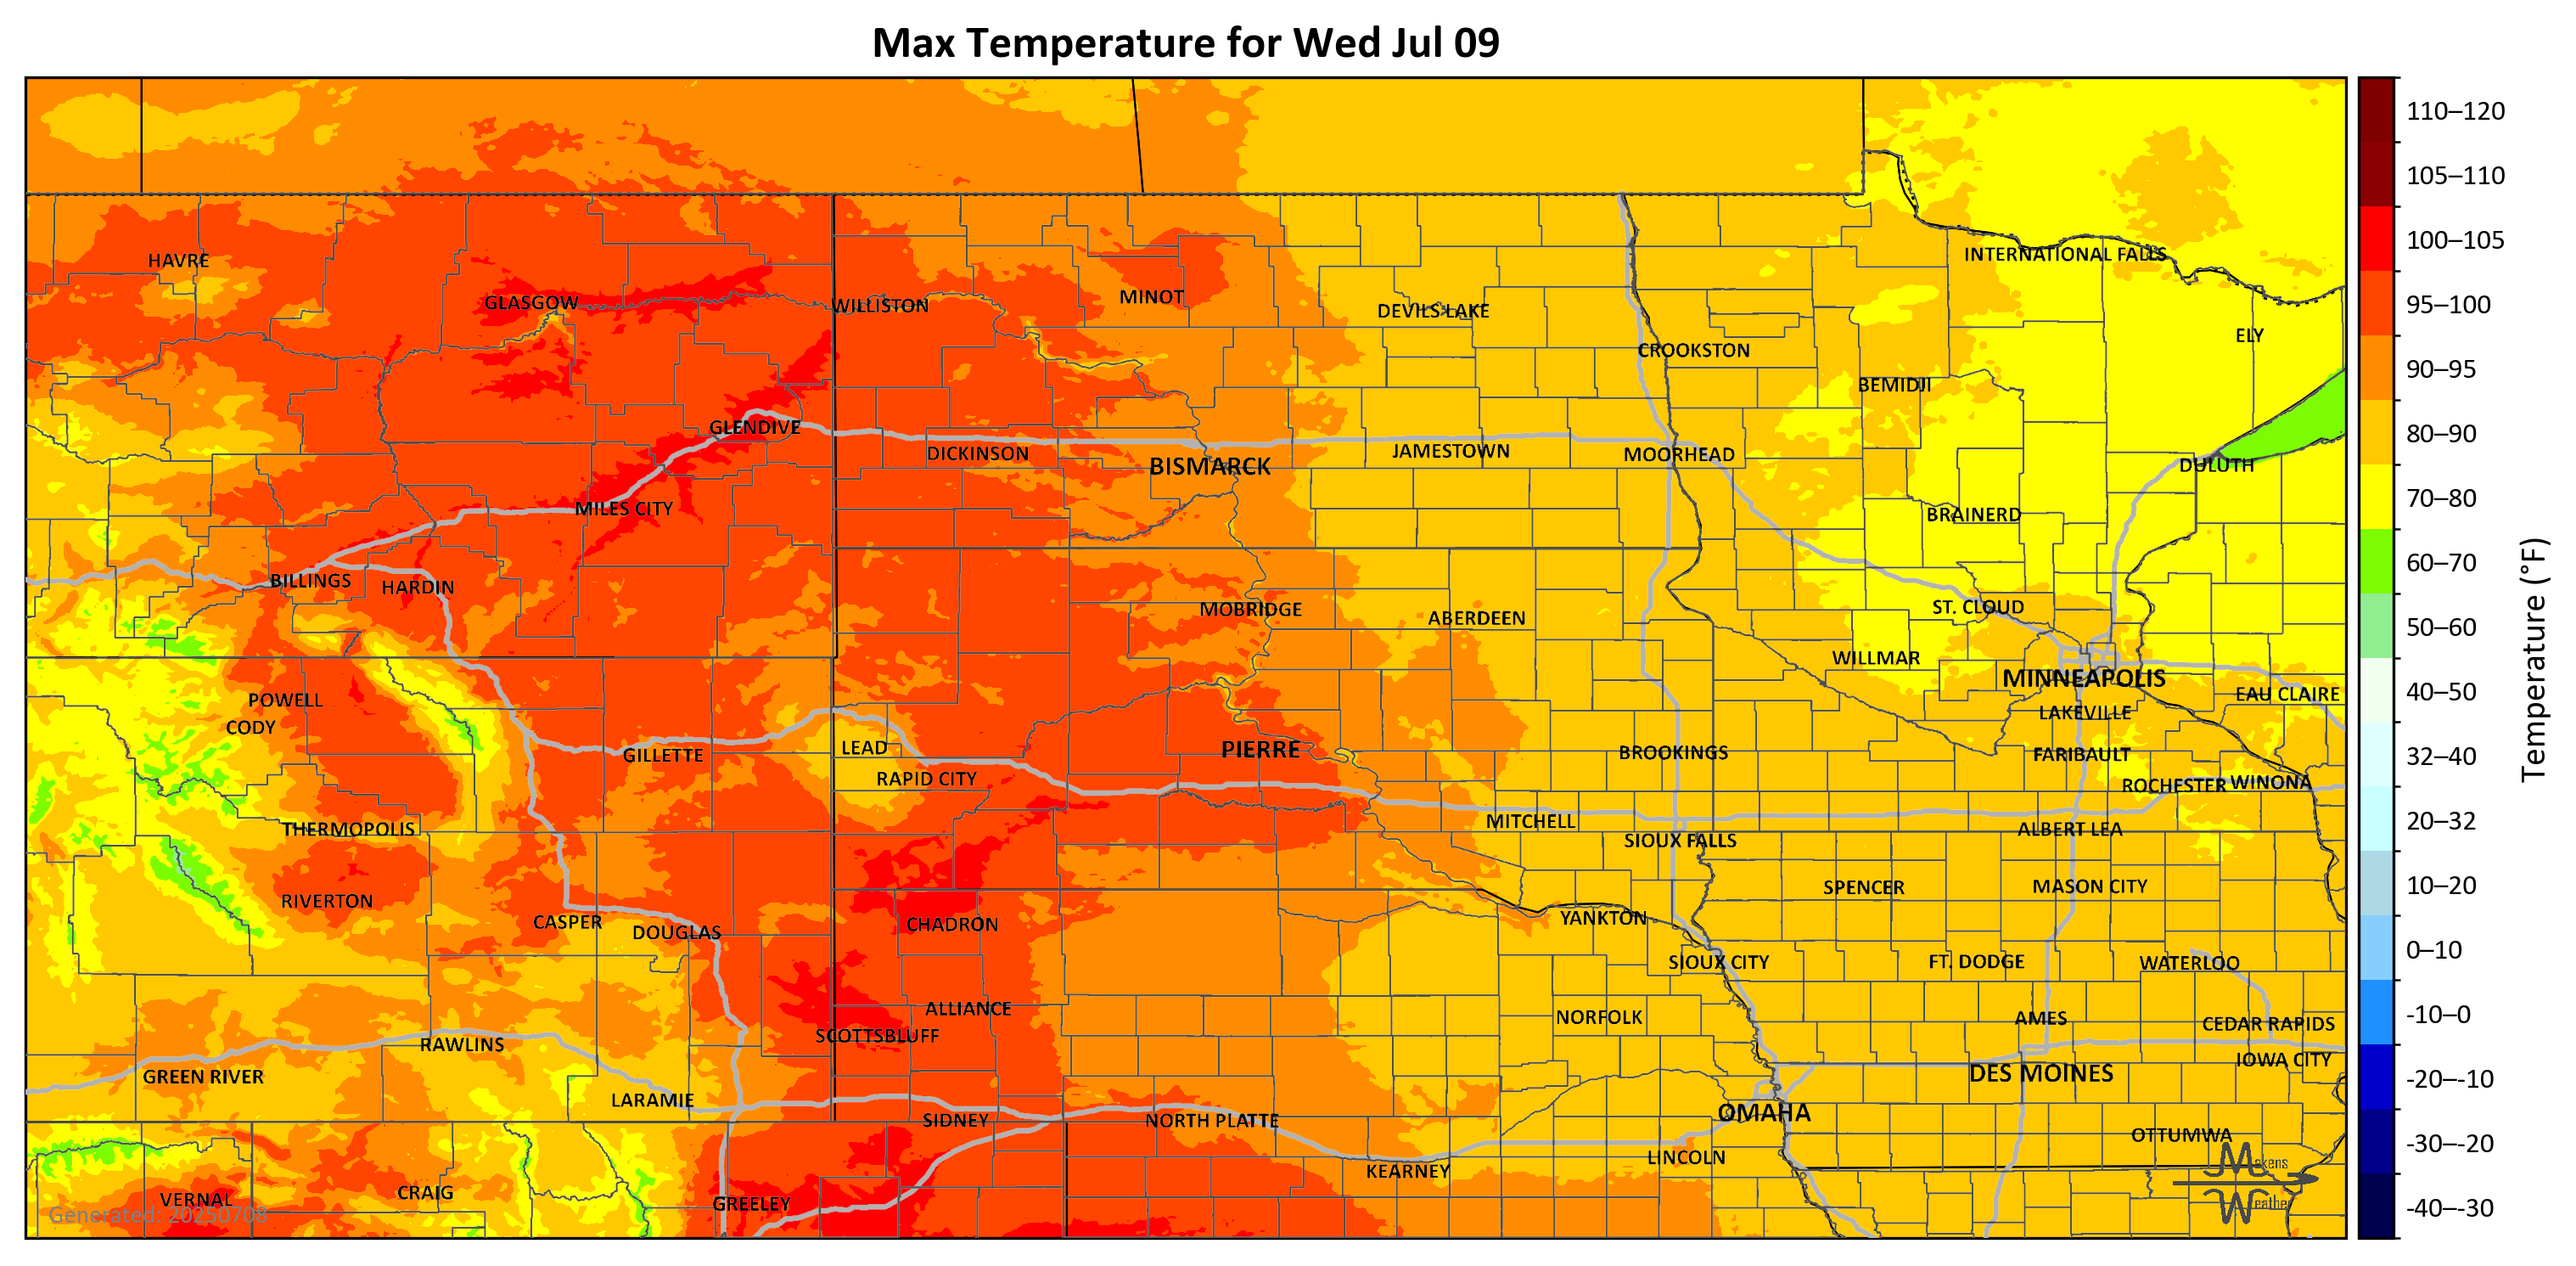 Max Temperature for Wed Jul 09
110–120
105–110
INTERNATIONAL FALLS
100–105
HAVRE
GLASGOW
WILLISTON
MINOT
DEVILS LAKE
95–100
ELY
CROOKSTON
90–95
BEMIDJI
GLENDIVE
80–90
DICKINSON
BISMARCK
JAMESTOWN
MOORHEAD
DULUTH
70–80
MILES CITY
BRAINERD
60–70
BILLINGS
HARDIN
MOBRIDGE
ABERDEEN
ST. CLOUD
50–60
WILLMAR
MINNEAPOLIS
Temperature (°F)
40–50
POWELL
EAU CLAIRE
CODY
LAKEVILLE
GILLETTE
LEAD
PIERRE
BROOKINGS
FARIBAULT
32–40
RAPID CITY
ROCHESTER
WINONA
THERMOPOLIS
MITCHELL
SIOUX FALLS
ALBERT LEA
20–32
RIVERTON
SPENCER
MASON CITY
10–20
CASPER
DOUGLAS
CHADRON
YANKTON
SIOUX CITY
FT. DODGE
WATERLOO
0–10
ALLIANCE
SCOTTSBLUFF
NORFOLK
AMES
CEDAR RAPIDS
-10–0
RAWLINS
IOWA CITY
GREEN RIVER
DES MOINES
-20–-10
LARAMIE
SIDNEY
NORTH PLATTE
OMAHA
OTTUMWA
-30–-20
KEARNEY
LINCOLN
Makens
Weather
VERNAL
CRAIG
GREELEY
-40–-30
Generated: 20250708